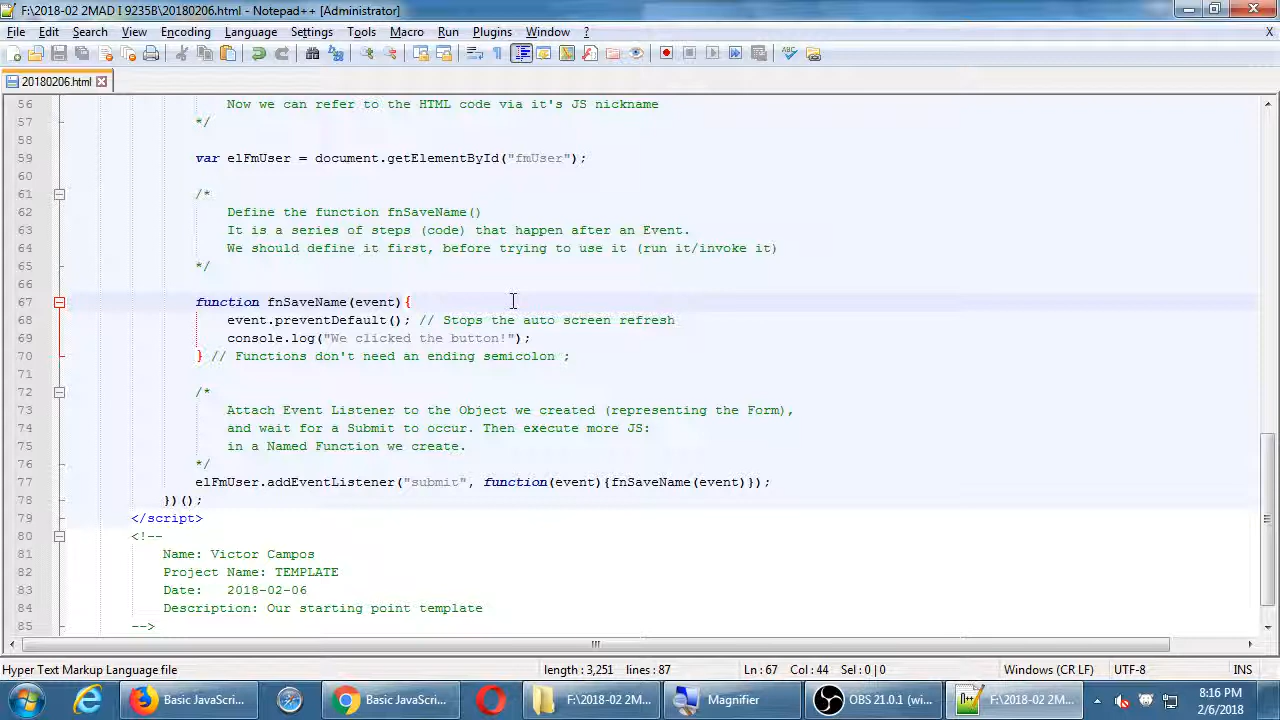 F:\2018-02 2MAD I 9235B\20180206.html - Notepad++ [Administrator]
File Edit Search View Encoding Language Settings Tools Macro Run Plugins Window ? X
20180206.html
56 Now we can refer to the HTML code via it's JS nickname
57 */
58
59 var elFmUser = document.getElementById("fmUser");
60
61 /*
62 Define the function fnSaveName()
63 It is a series of steps (code) that happen after an Event.
64 We should define it first, before trying to use it (run it/invoke it)
65 */
66
67 function fnSaveName(event){
68 event.preventDefault(); // Stops the auto screen refresh
69 console.log("We clicked the button!");
70 } // Functions don't need an ending semicolon ;
71
72 /*
73 Attach Event Listener to the Object we created (representing the Form),
74 and wait for a Submit to occur. Then execute more JS:
75 in a Named Function we create.
76 */
77 elFmUser.addEventListener("submit", function(event){fnSaveName(event)});
78 })();
79 </script>
80 <!--
81 Name: Victor Campos
82 Project Name: TEMPLATE
83 Date: 2018-02-06
84 Description: Our starting point template
85 -->
Hyper Text Markup Language file length : 3,251 lines : 87 Ln : 67 Col : 44 Sel : 0 | 0 Windows (CR LF) UTF-8 INS
Basic JavaScri... Basic JavaScri... F:\2018-02 2M... Magnifier OBS 21.0.1 (wi... F:\2018-02 2M... 8:16 PM
2/6/2018